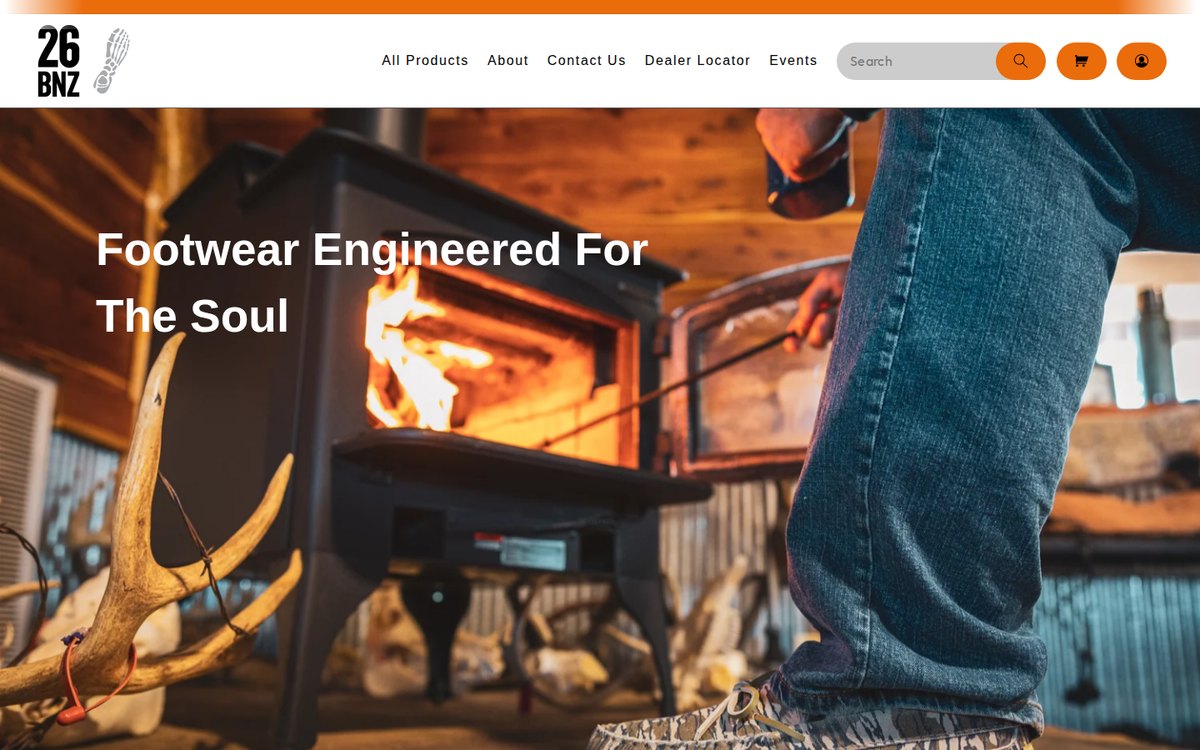 26
BNZ
All Products About Contact Us Dealer Locator Events Search
Footwear Engineered For
The Soul